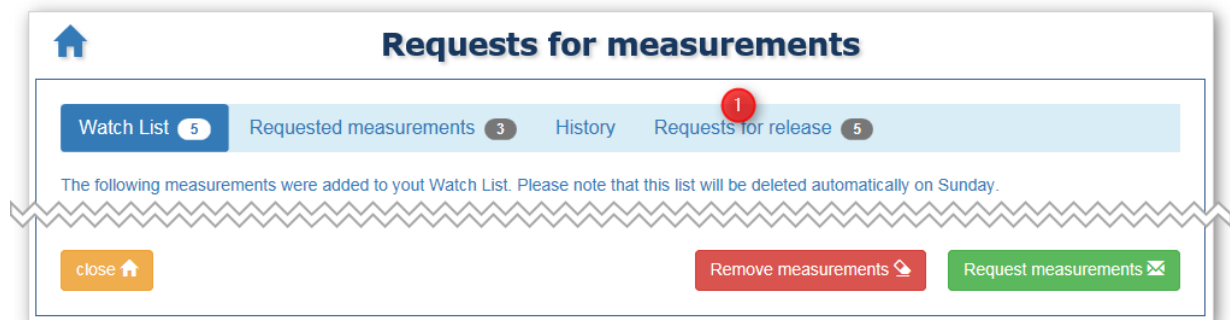 Requests for measurements
1
Watch List 5 Requested measurements 3 History Requests for release 5
The following measurements were added to yout Watch List. Please note that this list will be deleted automatically on Sunday.
close Remove measurements Request measurements